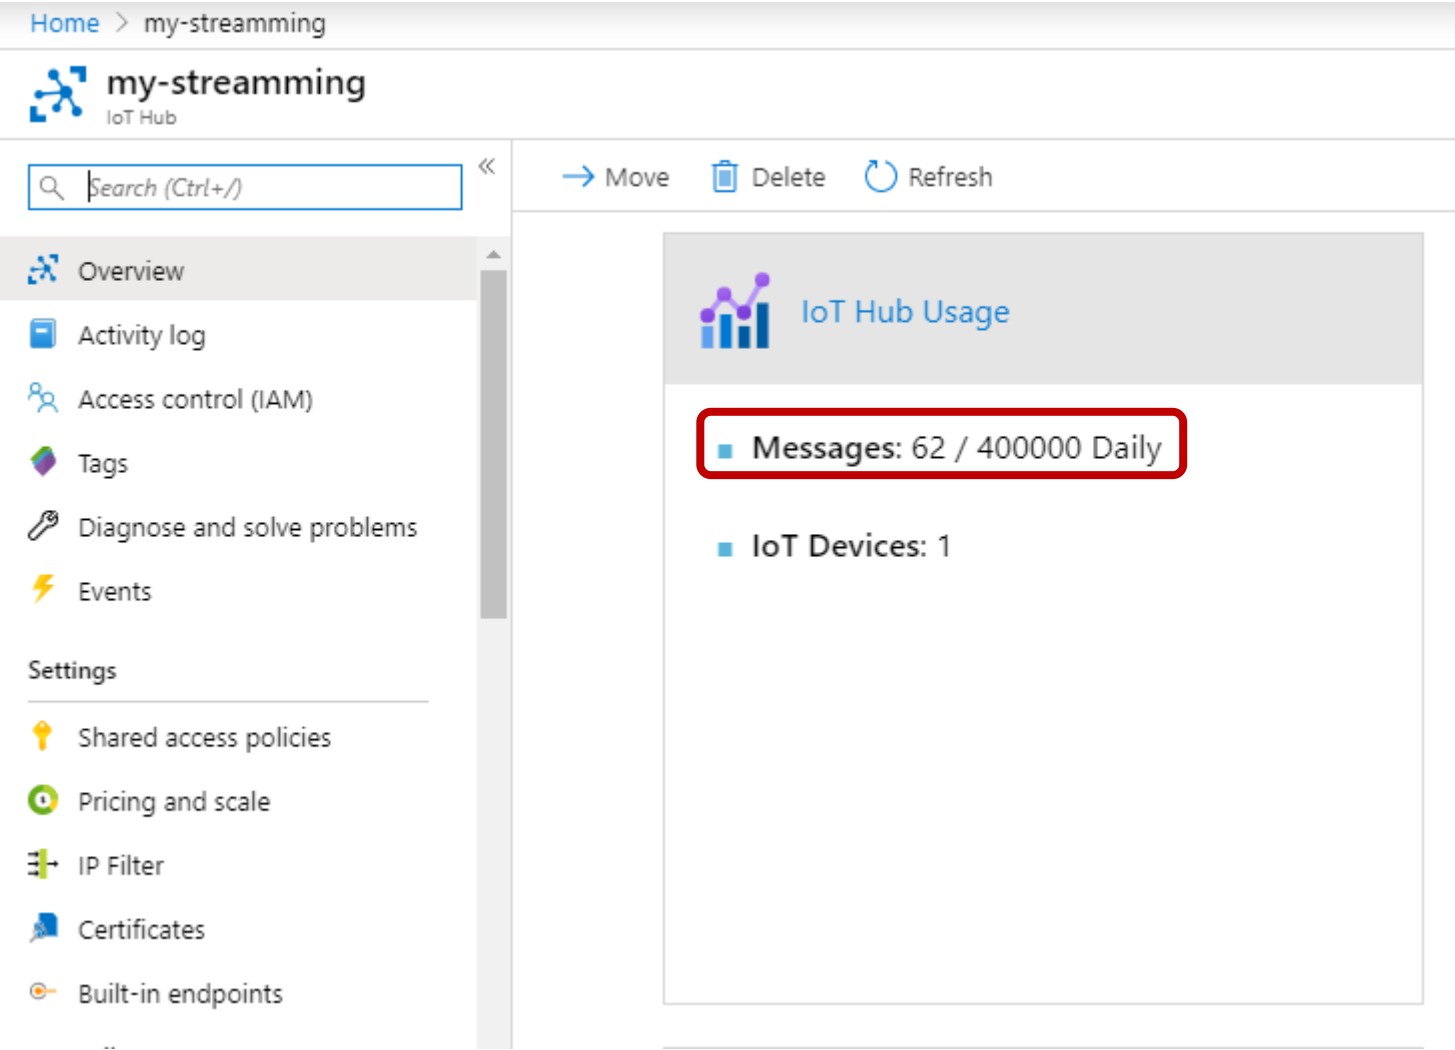 Home > my-streamming
my-streamming
IoT Hub
Search (Ctrl+/)
«
Move Delete Refresh
Overview
Activity log
Access control (IAM)
Tags
Diagnose and solve problems
Events
Settings
Shared access policies
Pricing and scale
IP Filter
Certificates
Built-in endpoints
IoT Hub Usage
Messages: 62 / 400000 Daily
IoT Devices: 1